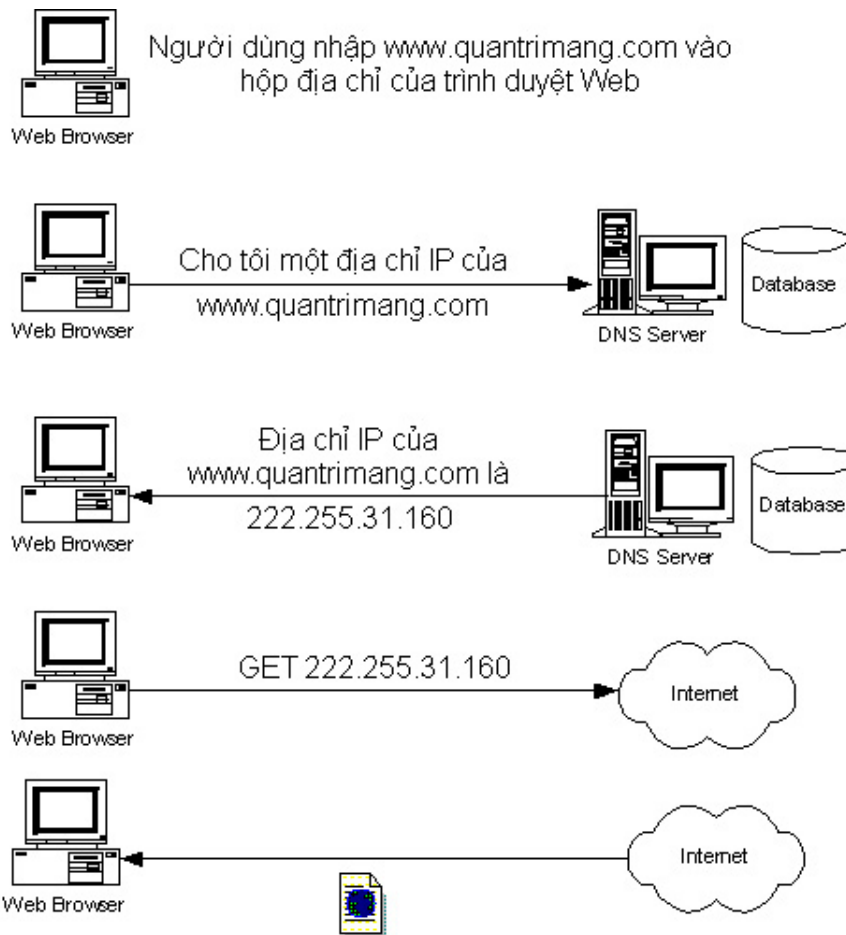 Người dùng nhập www.quantrimang.com vào
hộp địa chỉ của trình duyệt Web
Web Browser
Cho tôi một địa chỉ IP của
www.quantrimang.com
Web Browser
DNS Server
Database
Địa chỉ IP của
www.quantrimang.com là
222.255.31.160
Web Browser
DNS Server
Database
GET 222.255.31.160
Web Browser
Internet
Web Browser
Internet